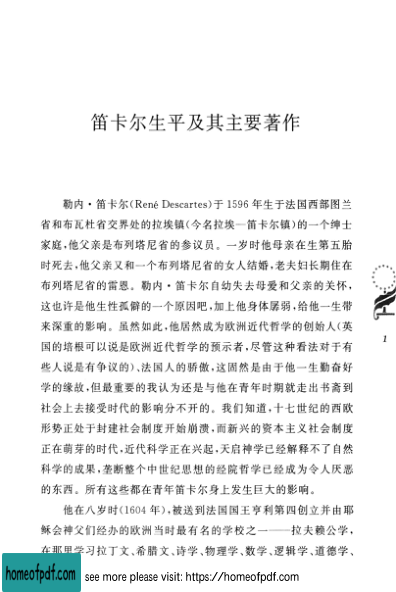 笛卡尔生平及其主要著作
勒内·笛卡尔(René Descartes)于 1596 年生于法国西部图兰
省和布瓦杜省交界处的拉埃镇(今名拉埃—笛卡尔镇)的一个绅士
家庭,他父亲是布列塔尼省的参议员。一岁时他母亲在生第五胎
时死去,他父亲又和一个布列塔尼省的女人结婚,老夫妇长期住在
布列塔尼省的雷恩。勒内·笛卡尔自幼失去母爱和父亲的关怀,
这也许是他生性孤僻的一个原因吧,加上他身体孱弱,给他一生带
来深重的影响。虽然如此,他居然成为欧洲近代哲学的创始人(英
国的培根可以说是欧洲近代哲学的预示者,尽管这种看法对于有
些人说是有争议的)、法国人的骄傲,这固然是由于他一生勤奋好
学的缘故,但最重要的我认为还是与他在青年时期就走出书斋到
社会上去接受时代的影响分不开的。我们知道,十七世纪的西欧
形势正处于封建社会制度开始崩溃,而新兴的资本主义社会制度
正在萌芽的时代,近代科学正在兴起,天启神学已经解释不了自然
科学的成果,垄断整个中世纪思想的经院哲学已经成为令人厌恶
的东西。所有这些都在青年笛卡尔身上发生巨大的影响。
他在八岁时(1604 年),被送到法国国王亨利第四创立并由耶
稣会神父们经办的欧洲当时最有名的学校之一——拉夫赖公学,
在那里学习拉丁文、希腊文、诗学、物理学、数学、逻辑学、道德学、
1
homeofpdf.com
see more please visit: https://homeofpdf.com